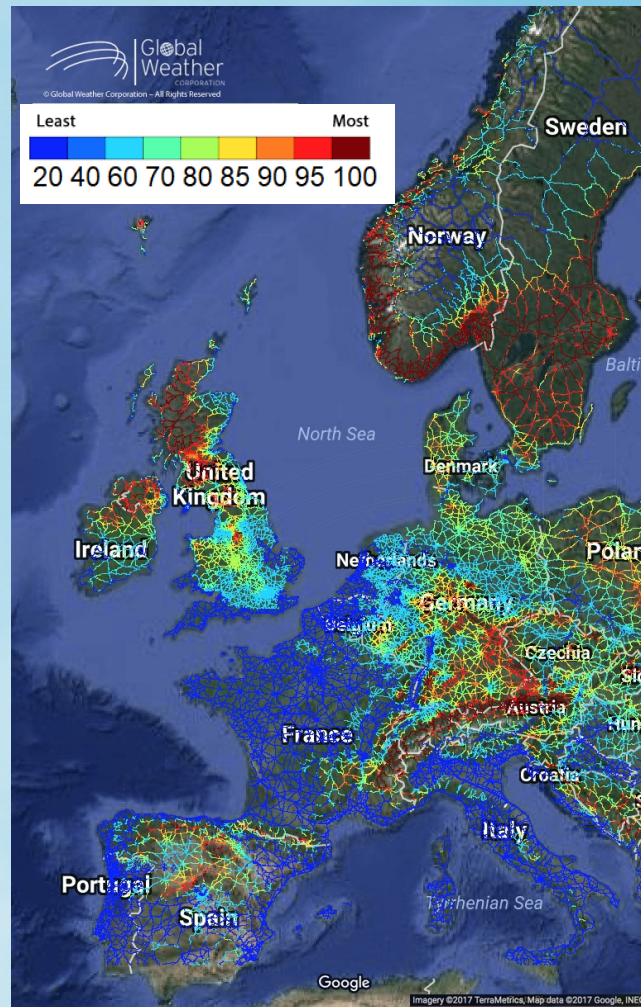 Global
Weather
CORPORATION
© Global Weather Corporation – All Rights Reserved
Least Most
20 40 60 70 80 85 90 95 100
Sweden
Norway
Balti
North Sea
Denmark
United
Kingdom
Ireland
Netherlands
Polan
Germany
Belgium
Czechia
Slo
Austria
Hun
France
Croatia
Italy
Portugal
Tyrrhenian Sea
Spain
Google
Imagery ©2017 TerraMetrics, Map data ©2017 Google, INE